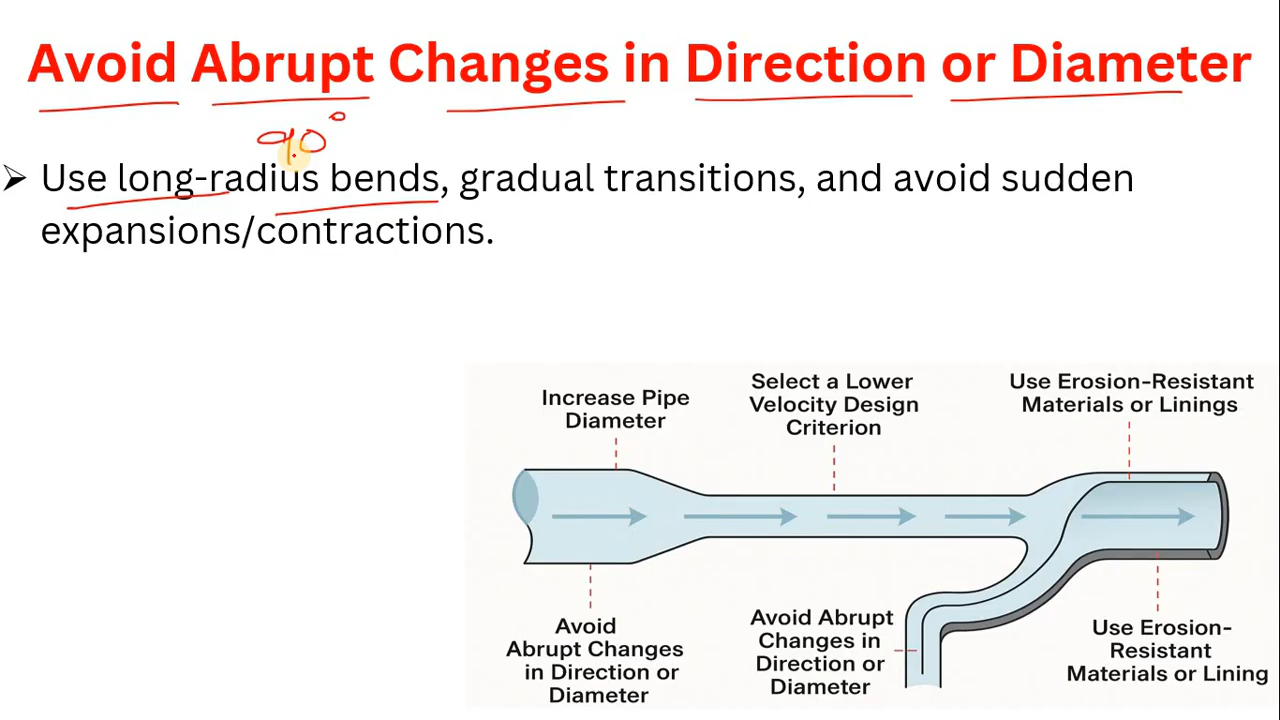 Avoid Abrupt Changes in Direction or Diameter
90°
➢ Use long-radius bends, gradual transitions, and avoid sudden
expansions/contractions.
Increase Pipe
Diameter
Select a Lower
Velocity Design
Criterion
Use Erosion-Resistant
Materials or Linings
Avoid
Abrupt Changes
in Direction or
Diameter
Avoid Abrupt
Changes in
Direction or
Diameter
Use Erosion-
Resistant
Materials or Lining